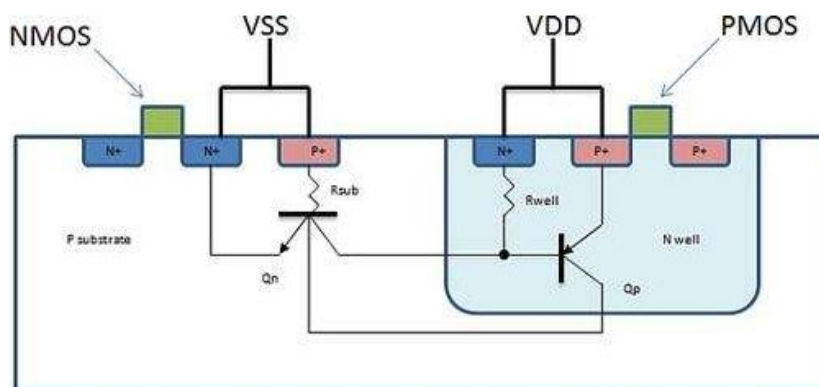 NMOS
VSS
VDD
PMOS
N+
N+
P+
N+
P+
P+
Rsub
Rwell
P substrate
N well
Qn
Qp